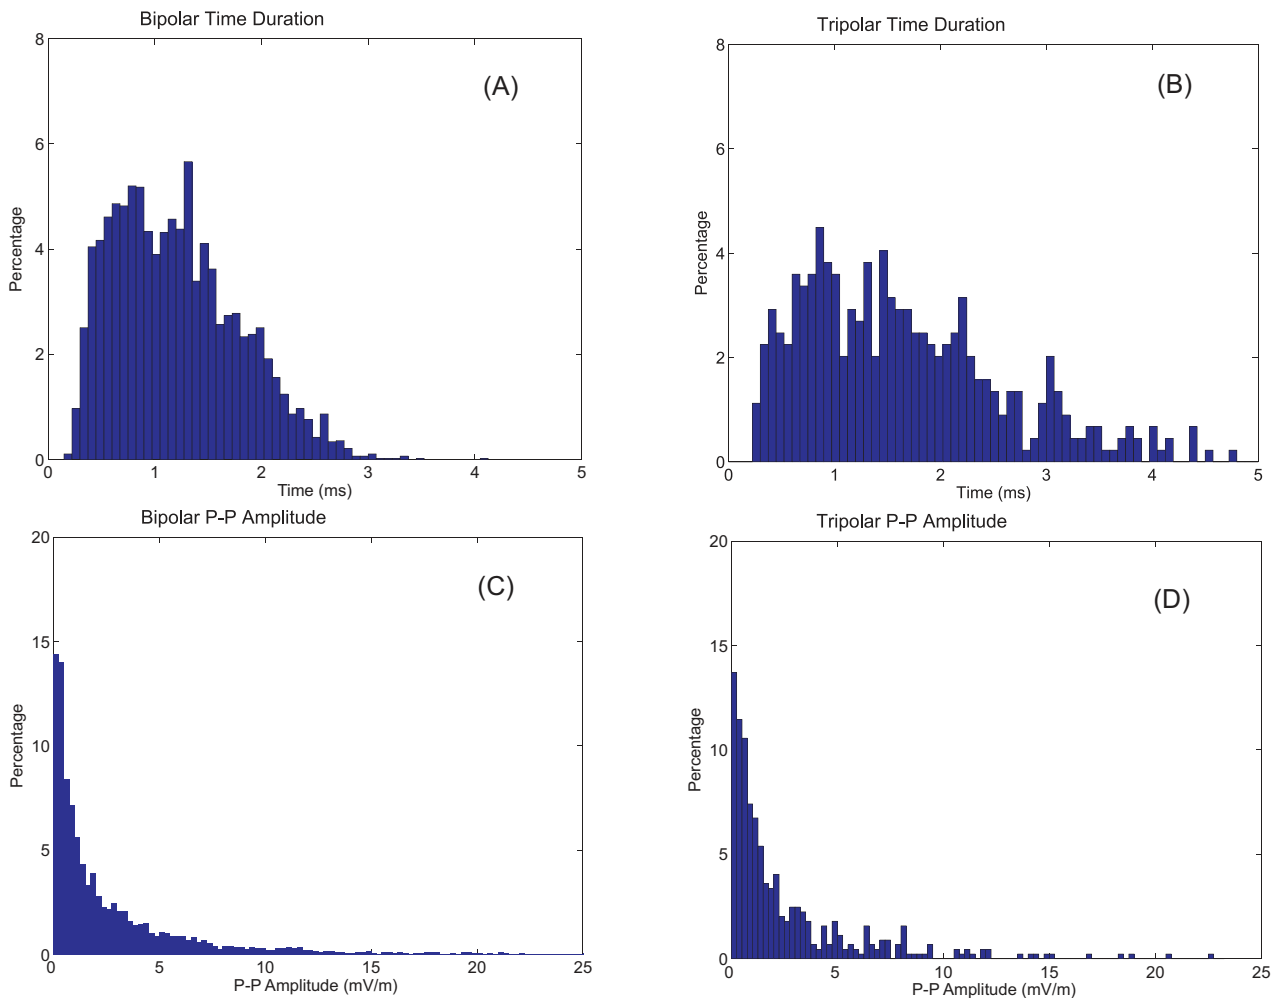 Bipolar Time Duration
8
6
4
2
0
Percentage
(A)
0 1 2 3 4 5
Time (ms)
Tripolar Time Duration
8
6
4
2
0
Percentage
(B)
0 1 2 3 4 5
Time (ms)
Bipolar P-P Amplitude
20
15
10
5
0
Percentage
(C)
0 5 10 15 20 25
P-P Amplitude (mV/m)
Tripolar P-P Amplitude
20
15
10
5
0
Percentage
(D)
0 5 10 15 20 25
P-P Amplitude (mV/m)